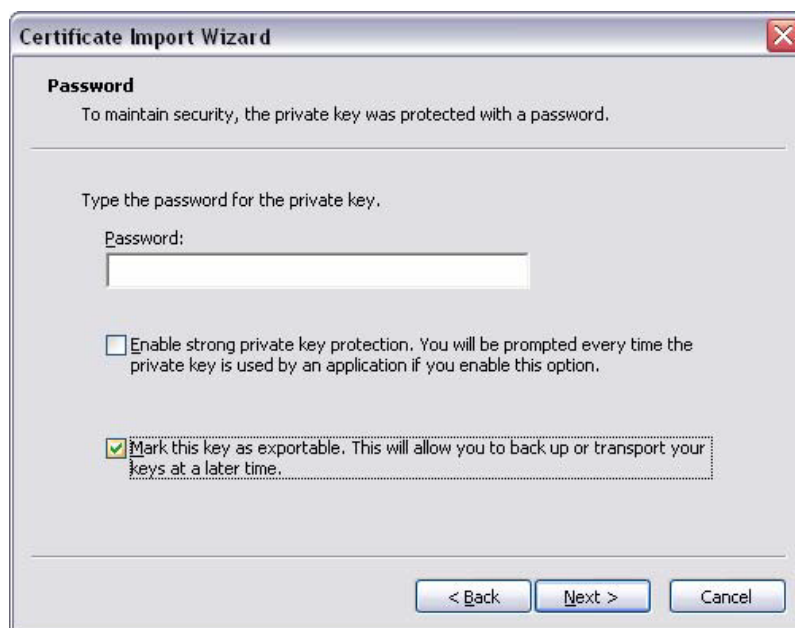 Certificate Import Wizard
Password
To maintain security, the private key was protected with a password.
Type the password for the private key.
Password:
Enable strong private key protection. You will be prompted every time the
private key is used by an application if you enable this option.
Mark this key as exportable. This will allow you to back up or transport your
keys at a later time.
< Back
Next >
Cancel